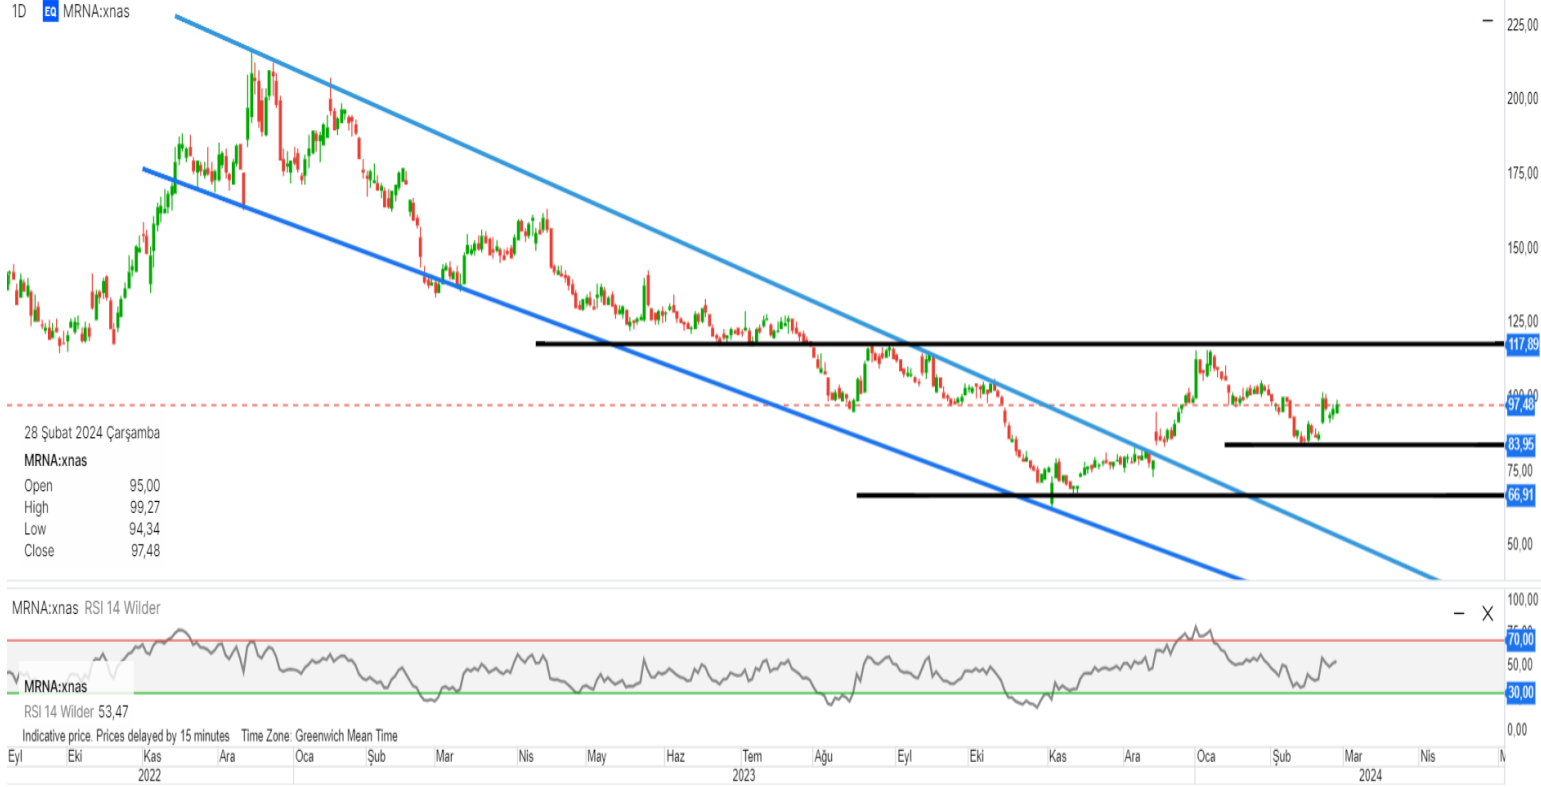 1D EQ MRNA:xnas
225,00
200,00
175,00
150,00
125,00
117,89
100,00
97,48
83,95
75,00
66,91
50,00
28 Şubat 2024 Çarşamba
MRNA:xnas
Open 95,00
High 99,27
Low 94,34
Close 97,48
MRNA:xnas RSI 14 Wilder
100,00
75,00
70,00
50,00
30,00
0,00
MRNA:xnas
RSI 14 Wilder 53,47
Indicative price. Prices delayed by 15 minutes Time Zone: Greenwich Mean Time
Eyl Eki Kas Ara Oca Şub Mar Nis May Haz Tem Ağu Eyl Eki Kas Ara Oca Şub Mar Nis M
2022 2023 2024